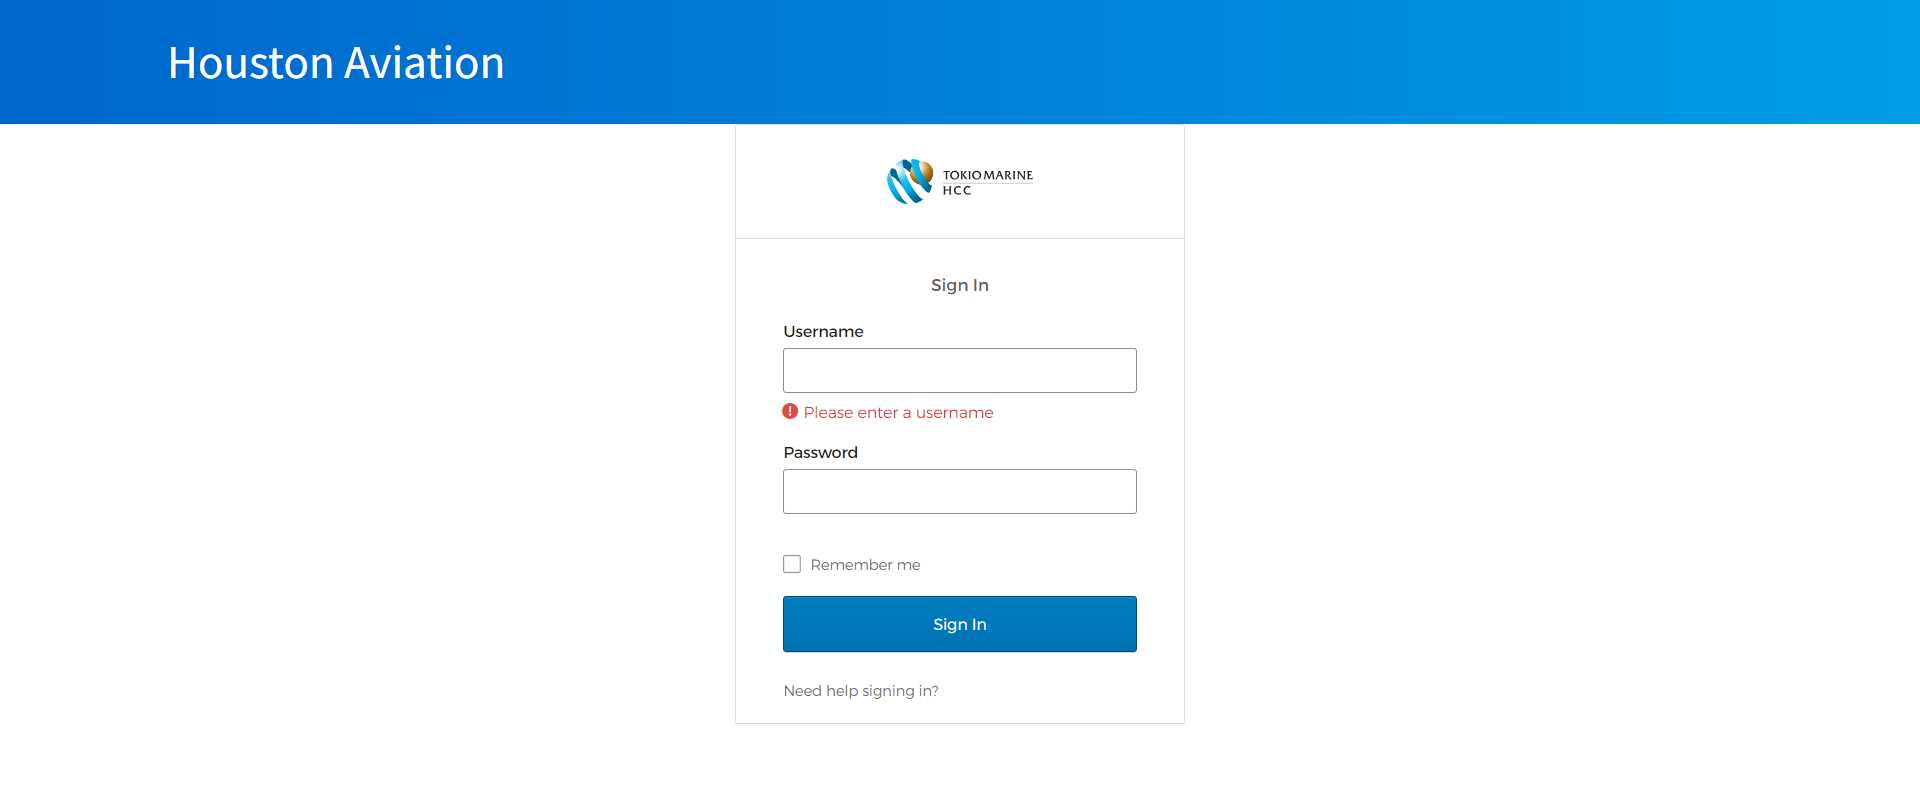 Houston Aviation
TOKIO MARINE
HCC
Sign In
Username
Please enter a username
Password
Remember me
Sign In
Need help signing in?